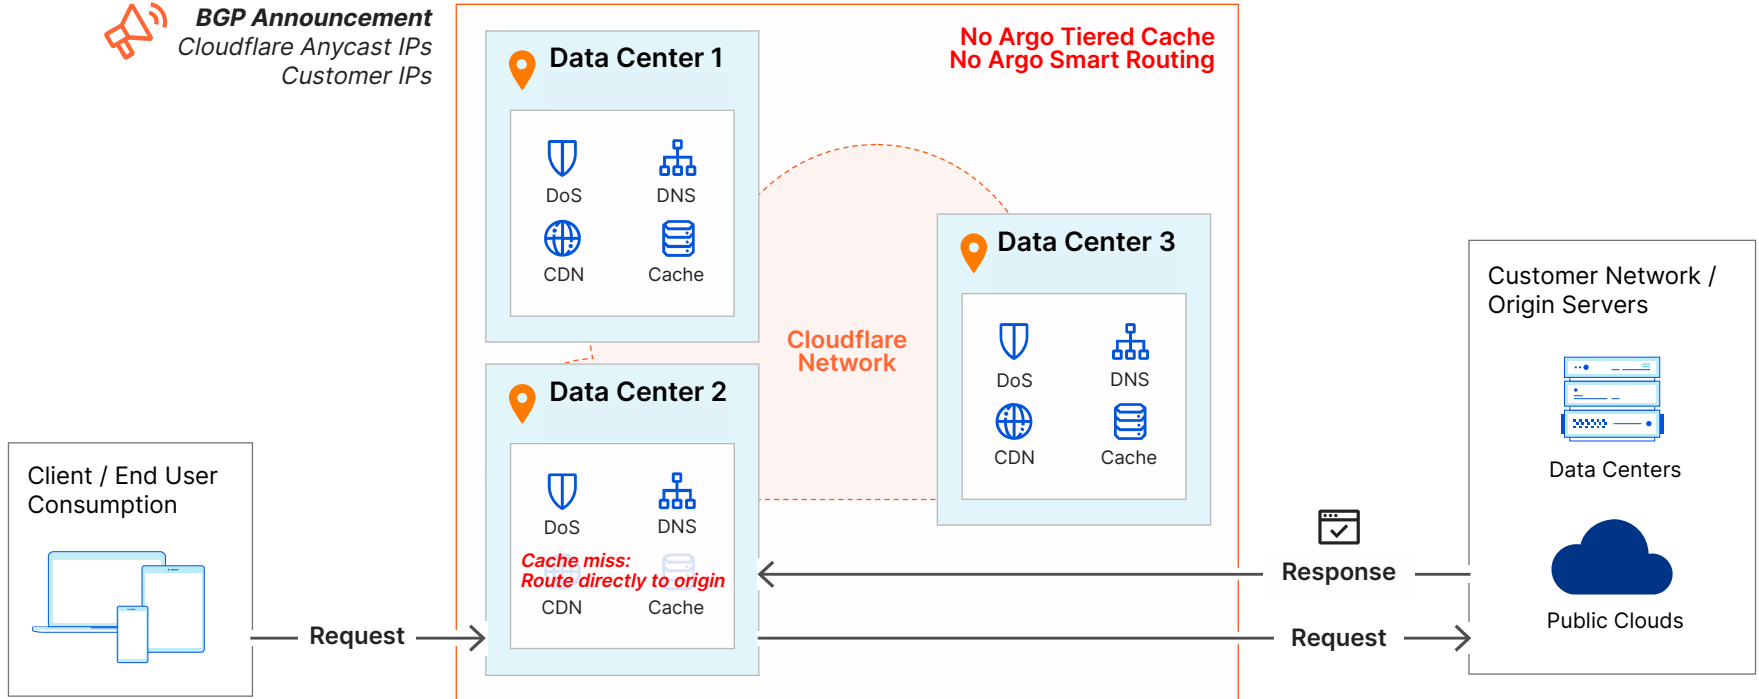 BGP Announcement
Cloudflare Anycast IPs
Customer IPs
No Argo Tiered Cache
No Argo Smart Routing
Data Center 1
DoS
DNS
CDN
Cache
Data Center 3
DoS
DNS
CDN
Cache
Cloudflare
Network
Data Center 2
DoS
DNS
Cache miss:
Route directly to origin
CDN
Cache
Client / End User
Consumption
Request
Response
Request
Customer Network /
Origin Servers
Data Centers
Public Clouds